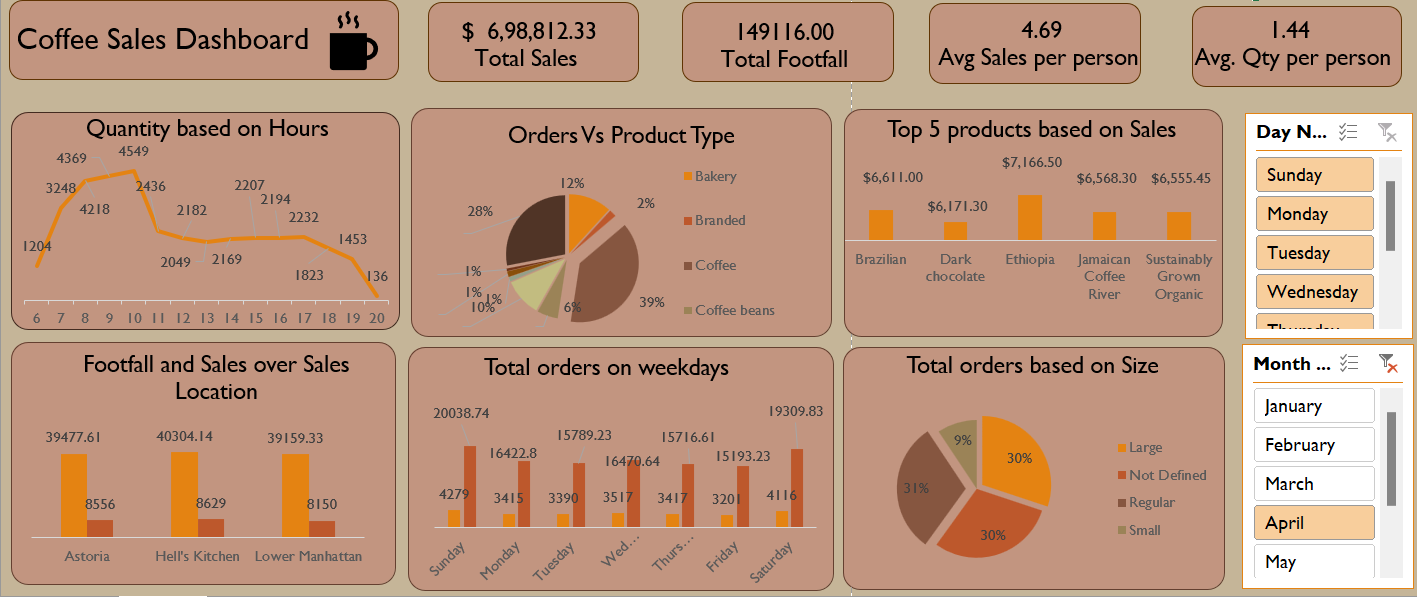 Coffee Sales Dashboard
$ 6,98,812.33
Total Sales
149116.00
Total Footfall
4.69
Avg Sales per person
1.44
Avg. Qty per person
Quantity based on Hours
4369
4549
3248
2436
4218
2207
2194
2182
2232
1204
2049
2169
1453
1823
136
6 7 8 9 10 11 12 13 14 15 16 17 18 19 20
Orders Vs Product Type
12%
2%
28%
1%
1%
1%
10%
6%
39%
Bakery
Branded
Coffee
Coffee beans
Top 5 products based on Sales
$6,611.00
$6,171.30
$7,166.50
$6,568.30
$6,555.45
Brazilian
Dark
chocolate
Ethiopia
Jamaican
Coffee
River
Sustainably
Grown
Organic
Day N...
Sunday
Monday
Tuesday
Wednesday
Thursday
Footfall and Sales over Sales
Location
39477.61
40304.14
39159.33
8556
8629
8150
Astoria
Hell's Kitchen
Lower Manhattan
Total orders on weekdays
20038.74
16422.8
15789.23
16470.64
15716.61
15193.23
19309.83
4279
3415
3390
3517
3417
3201
4116
Sunday
Monday
Tuesday
Wed...
Thurs...
Friday
Saturday
Total orders based on Size
9%
30%
31%
30%
Large
Not Defined
Regular
Small
Month ...
January
February
March
April
May